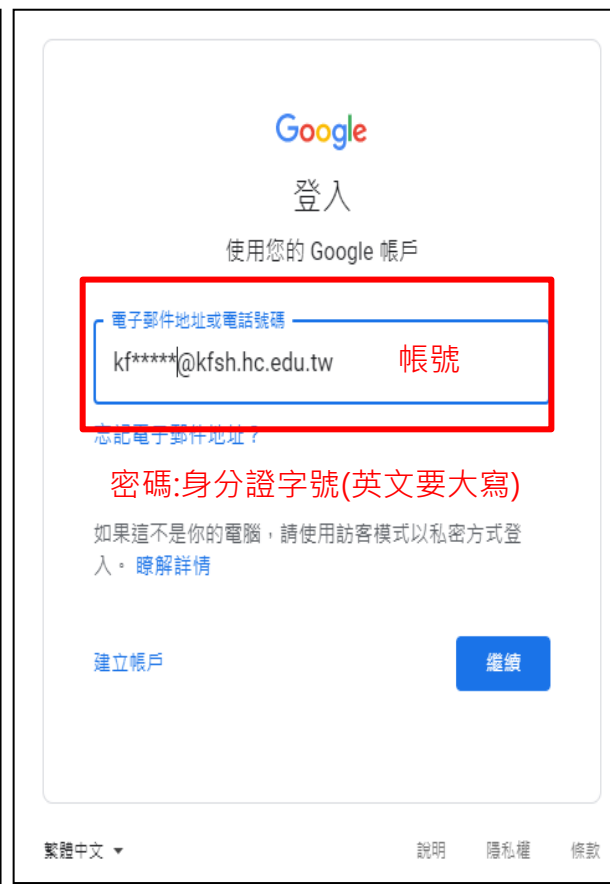 Google
登入
使用您的 Google 帳戶
電子郵件地址或電話號碼
kf*****@kfsh.hc.edu.tw 帳號
忘記電子郵件地址？
密碼:身分證字號(英文要大寫)
如果這不是你的電腦，請使用訪客模式以私密方式登
入。瞭解詳情
建立帳戶 繼續
繁體中文 說明 隱私權 條款